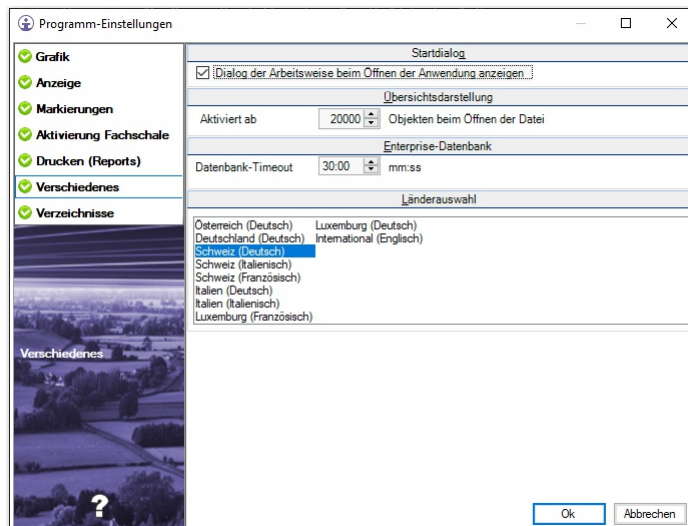 Programm-Einstellungen
Grafik
Anzeige
Markierungen
Aktivierung Fachschale
Drucken (Reports)
Verschiedenes
Verzeichnisse
Verschiedenes
?
Startdialog
Dialog der Arbeitsweise beim Öffnen der Anwendung anzeigen
Übersichtsdarstellung
Aktiviert ab 20000 Objekten beim Öffnen der Datei
Enterprise-Datenbank
Datenbank-Timeout 30:00 mm:ss
Länderauswahl
Österreich (Deutsch) Luxemburg (Deutsch)
Deutschland (Deutsch) International (Englisch)
Schweiz (Deutsch)
Schweiz (Italienisch)
Schweiz (Französisch)
Italien (Deutsch)
Italien (Italienisch)
Luxemburg (Französisch)
Ok Abbrechen